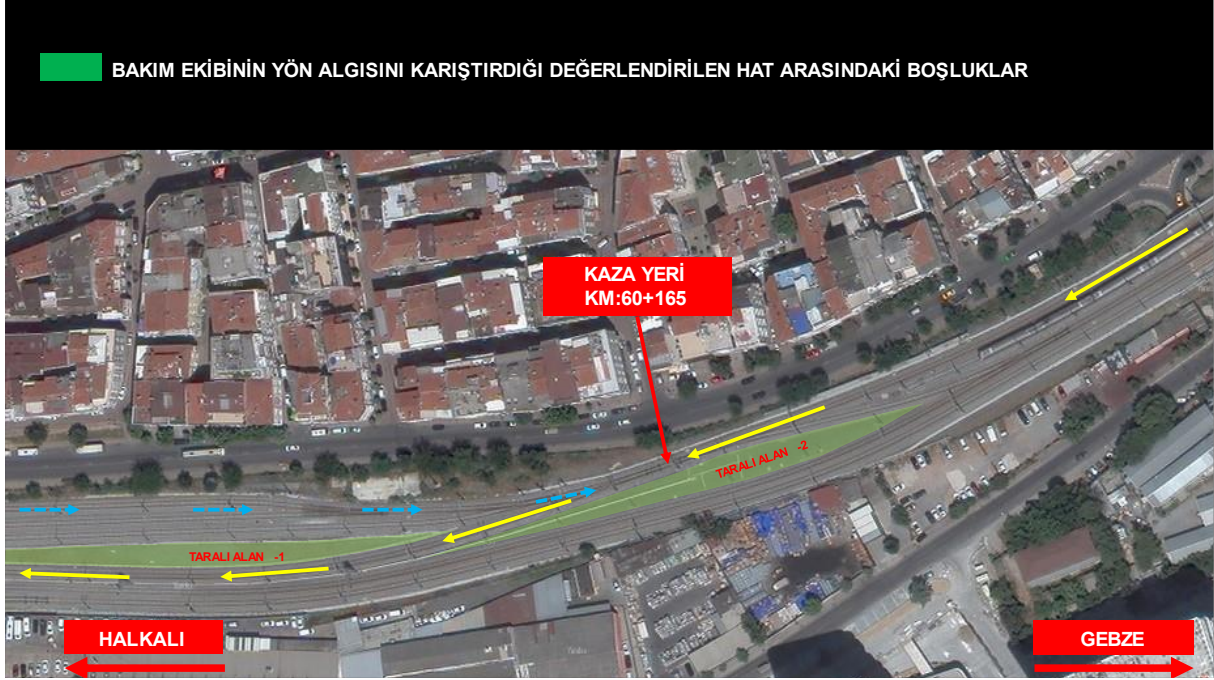 BAKIM EKİBİNİN YÖN ALGISINI KARIŞTIRDIĞI DEĞERLENDİRİLEN HAT ARASINDAKİ BOŞLUKLAR
KAZA YERİ
KM:60+165
TARALI ALAN -2
TARALI ALAN -1
HALKALI
GEBZE